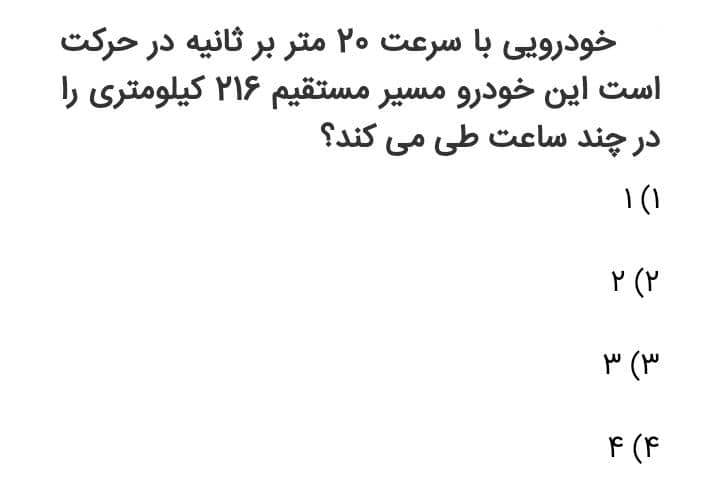 خودرویی با سرعت ۲۰ متر بر ثانیه در حرکت
است این خودرو مسیر مستقیم ۲۱۶ کیلومتری را
در چند ساعت طی می کند؟
۱) ۱
۲) ۲
۳) ۳
۴) ۴